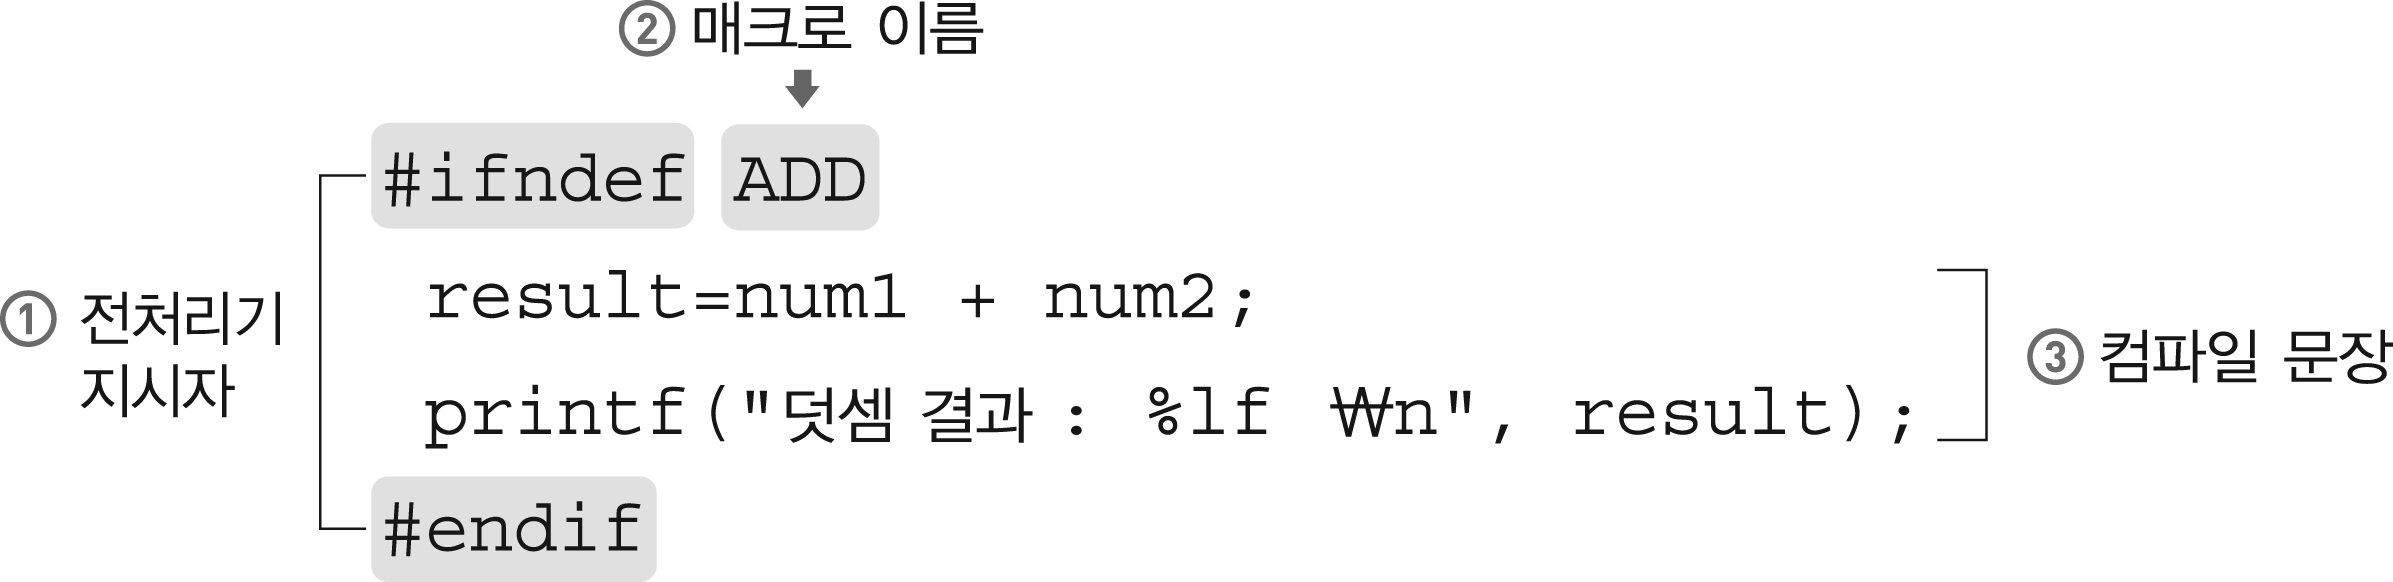 ② 매크로 이름
#ifndef ADD
result=num1 + num2;
① 전처리기
지시자
③ 컴파일 문장
printf("덧셈 결과 : %lf ₩n", result);
#endif